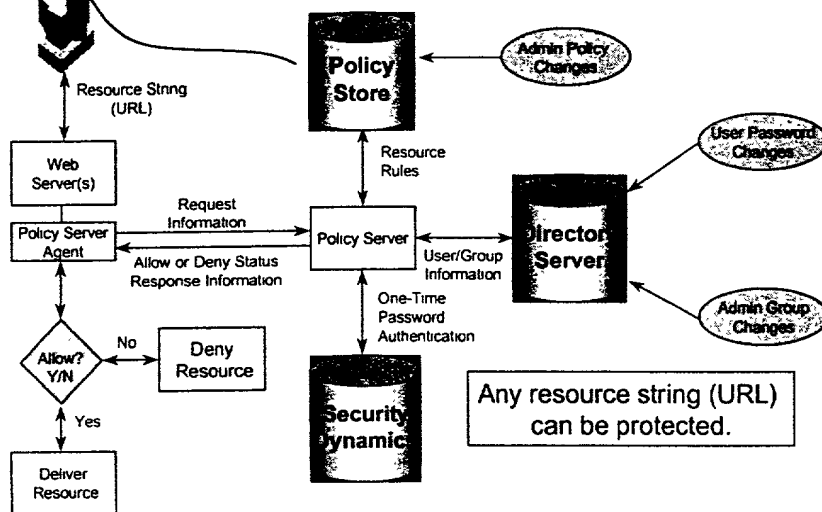 Policy
Store
Admin Policy
Changes
Resource String
(URL)
Resource
Rules
User Password
Changes
Web
Server(s)
Request
Information
Policy Server
Agent
Policy Server
Director
Server
Allow or Deny Status
Response Information
User/Group
Information
One-Time
Password
Authentication
Admin Group
Changes
Allow?
Y/N
No
Deny
Resource
Yes
Security
Dynamic
Any resource string (URL)
can be protected.
Deliver
Resource